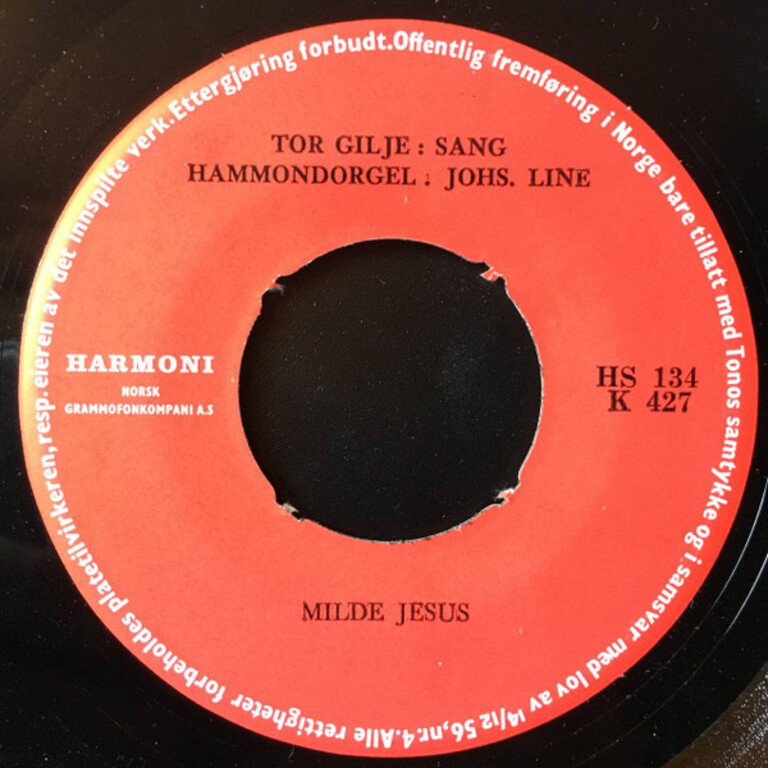 TOR GILJE : SANG
HAMMONDORGEL : JOHS. LINE
HARMONI
NORSK
GRAMMOFONKOMPANI A.S
HS 134
K 427
MILDE JESUS
Alle rettigheter forbeholdes platetilvirkeren,resp.eieren av det innspilte verk.Ettergjøring forbudt.Offentlig fremføring i Norge bare tillatt med Tonos samtykke og i samsvar med lov av 14/12 56,nr.4.